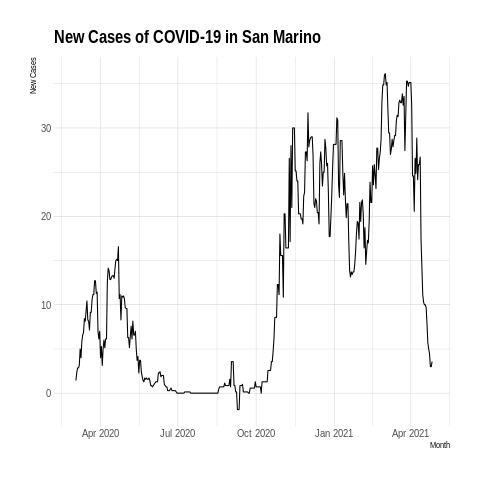 New Cases of COVID-19 in San Marino
New Cases
30
20
10
0
Apr 2020 Jul 2020 Oct 2020 Jan 2021 Apr 2021
Month